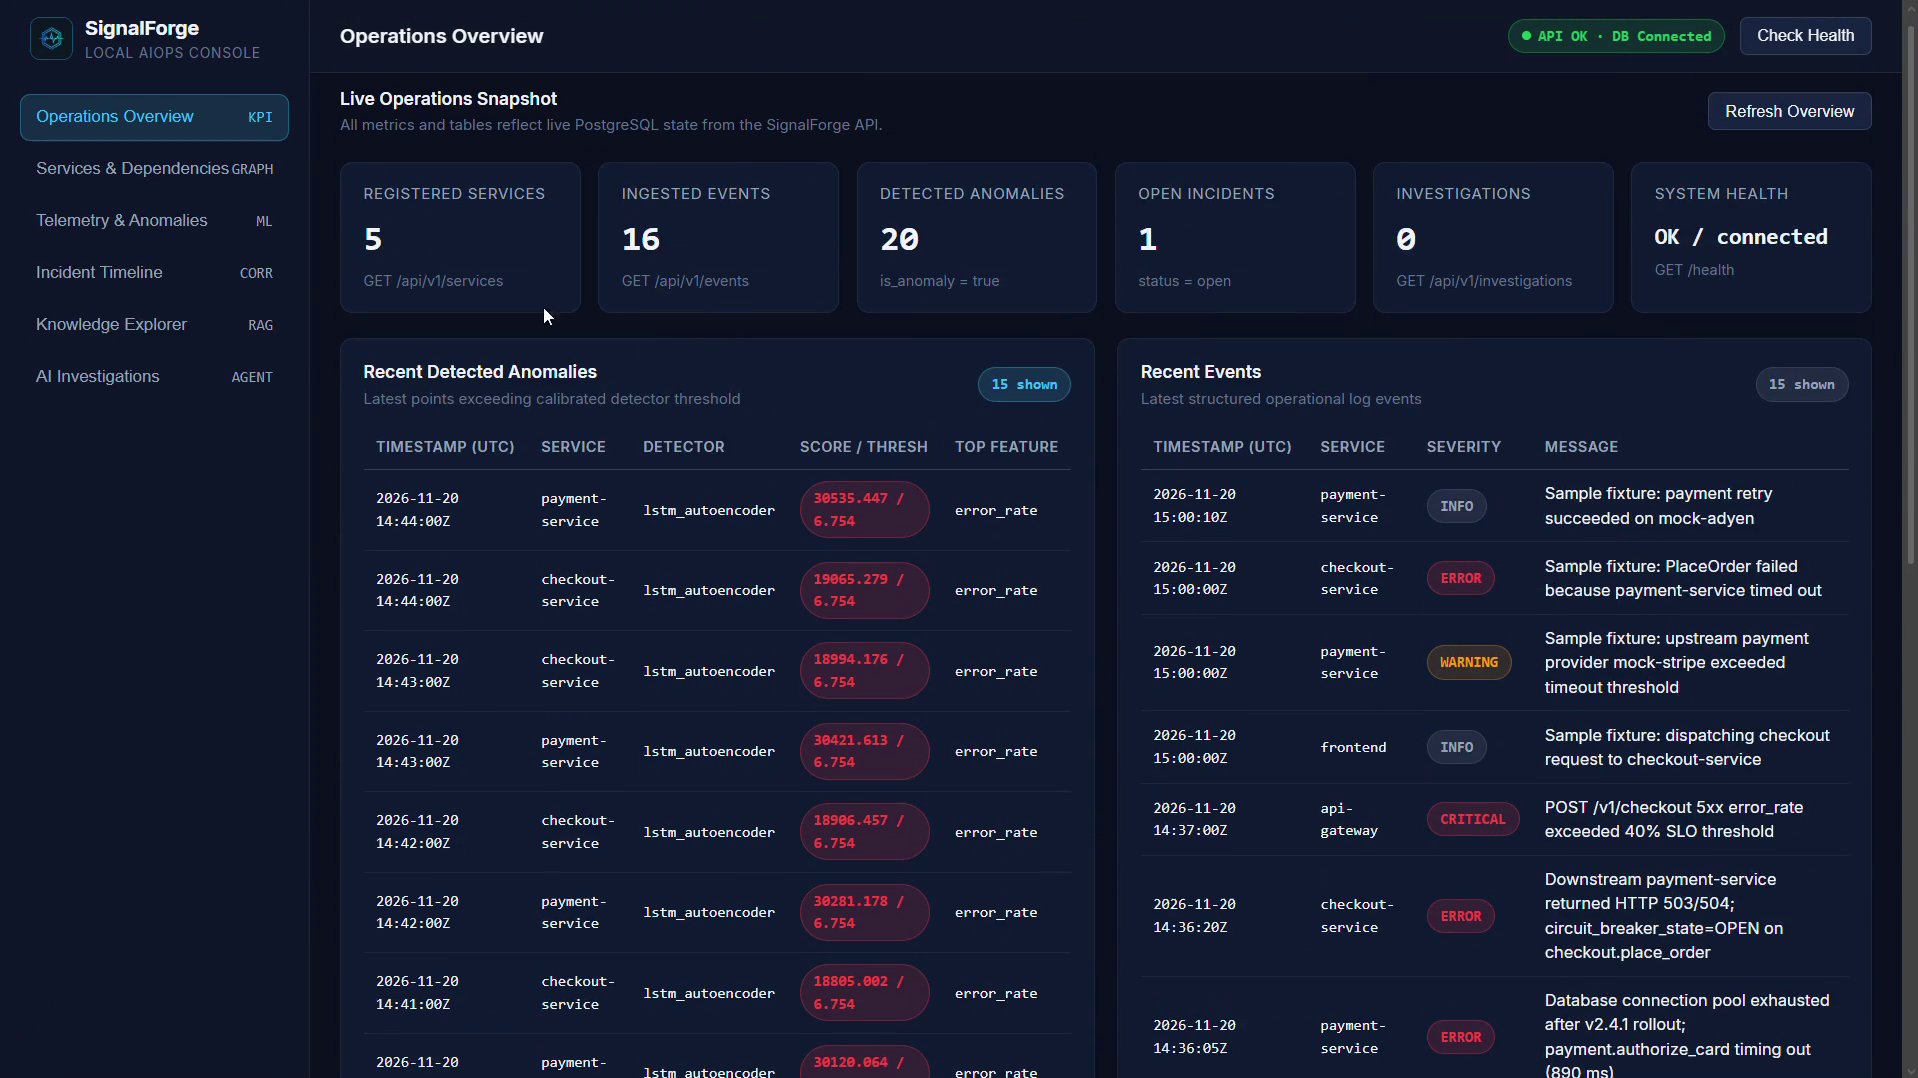 SignalForge
LOCAL AIOPS CONSOLE
Operations Overview KPI
Services & Dependencies GRAPH
Telemetry & Anomalies ML
Incident Timeline CORR
Knowledge Explorer RAG
AI Investigations AGENT
Operations Overview
API OK · DB Connected
Check Health
Live Operations Snapshot
All metrics and tables reflect live PostgreSQL state from the SignalForge API.
Refresh Overview
REGISTERED SERVICES
5
GET /api/v1/services
INGESTED EVENTS
16
GET /api/v1/events
DETECTED ANOMALIES
20
is_anomaly = true
OPEN INCIDENTS
1
status = open
INVESTIGATIONS
0
GET /api/v1/investigations
SYSTEM HEALTH
OK / connected
GET /health
Recent Detected Anomalies
Latest points exceeding calibrated detector threshold
15 shown
TIMESTAMP (UTC) SERVICE DETECTOR SCORE / THRESH TOP FEATURE
2026-11-20 14:44:00Z payment-service lstm_autoencoder 30535.447 / 6.754 error_rate
2026-11-20 14:44:00Z checkout-service lstm_autoencoder 19065.279 / 6.754 error_rate
2026-11-20 14:43:00Z checkout-service lstm_autoencoder 18994.176 / 6.754 error_rate
2026-11-20 14:43:00Z payment-service lstm_autoencoder 30421.613 / 6.754 error_rate
2026-11-20 14:42:00Z checkout-service lstm_autoencoder 18906.457 / 6.754 error_rate
2026-11-20 14:42:00Z payment-service lstm_autoencoder 30281.178 / 6.754 error_rate
2026-11-20 14:41:00Z checkout-service lstm_autoencoder 18805.002 / 6.754 error_rate
2026-11-20 payment- lstm_autoencoder 30120.064 / error_rate
Recent Events
Latest structured operational log events
15 shown
TIMESTAMP (UTC) SERVICE SEVERITY MESSAGE
2026-11-20 15:00:10Z payment-service INFO Sample fixture: payment retry succeeded on mock-adyen
2026-11-20 15:00:00Z checkout-service ERROR Sample fixture: PlaceOrder failed because payment-service timed out
2026-11-20 15:00:00Z payment-service WARNING Sample fixture: upstream payment provider mock-stripe exceeded timeout threshold
2026-11-20 15:00:00Z frontend INFO Sample fixture: dispatching checkout request to checkout-service
2026-11-20 14:37:00Z api-gateway CRITICAL POST /v1/checkout 5xx error_rate exceeded 40% SLO threshold
2026-11-20 14:36:20Z checkout-service ERROR Downstream payment-service returned HTTP 503/504; circuit_breaker_state=OPEN on checkout.place_order
2026-11-20 14:36:05Z payment-service ERROR Database connection pool exhausted after v2.4.1 rollout; payment.authorize_card timing out (890 ms)